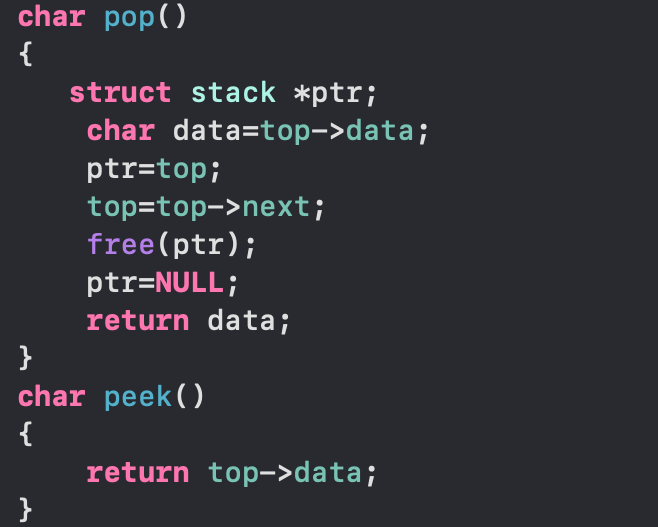 char pop()
{
   struct stack *ptr;
    char data=top->data;
    ptr=top;
    top=top->next;
    free(ptr);
    ptr=NULL;
    return data;
}
char peek()
{
    return top->data;
}